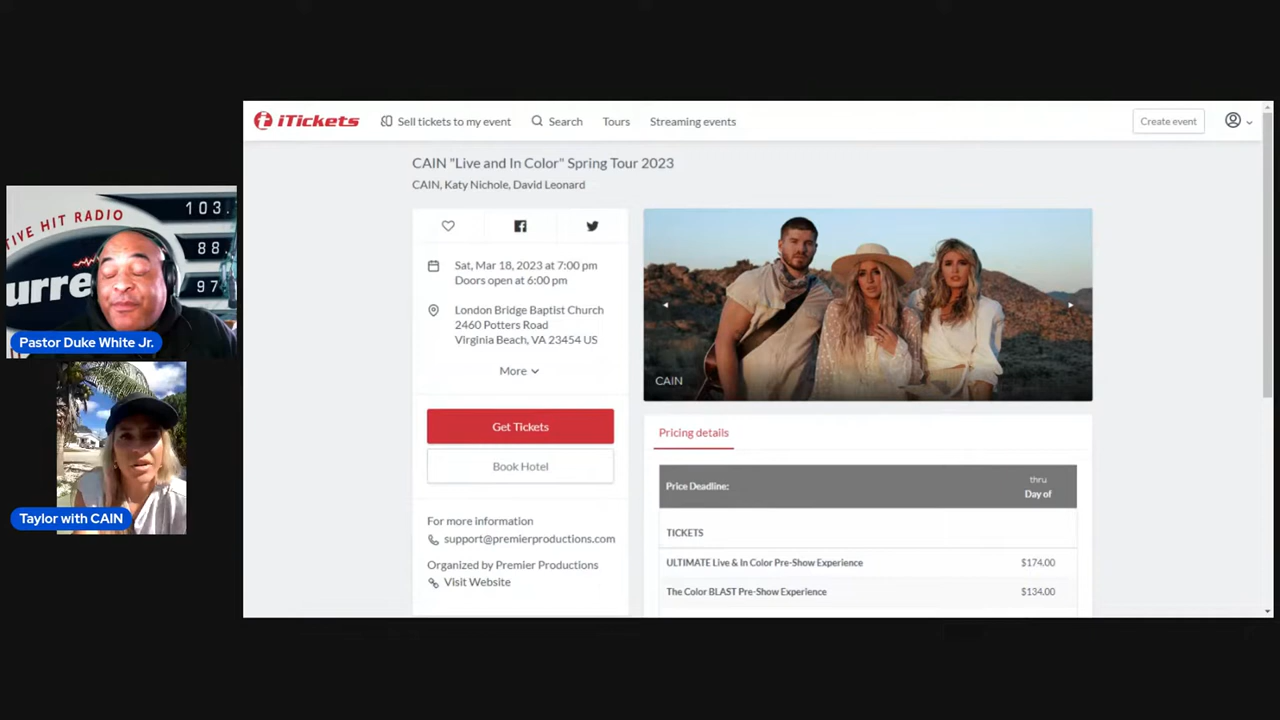 TIVE HIT RADIO
urre
103.
88.
97
Pastor Duke White Jr.
Taylor with CAIN
iTickets
Sell tickets to my event
Search
Tours
Streaming events
Create event
CAIN "Live and In Color" Spring Tour 2023
CAIN, Katy Nichole, David Leonard
Sat, Mar 18, 2023 at 7:00 pm
Doors open at 6:00 pm
London Bridge Baptist Church
2460 Potters Road
Virginia Beach, VA 23454 US
More
Get Tickets
Book Hotel
For more information
support@premierproductions.com
Organized by Premier Productions
Visit Website
CAIN
Pricing details
Price Deadline:
thru
Day of
TICKETS
ULTIMATE Live & In Color Pre-Show Experience
$174.00
The Color BLAST Pre-Show Experience
$134.00